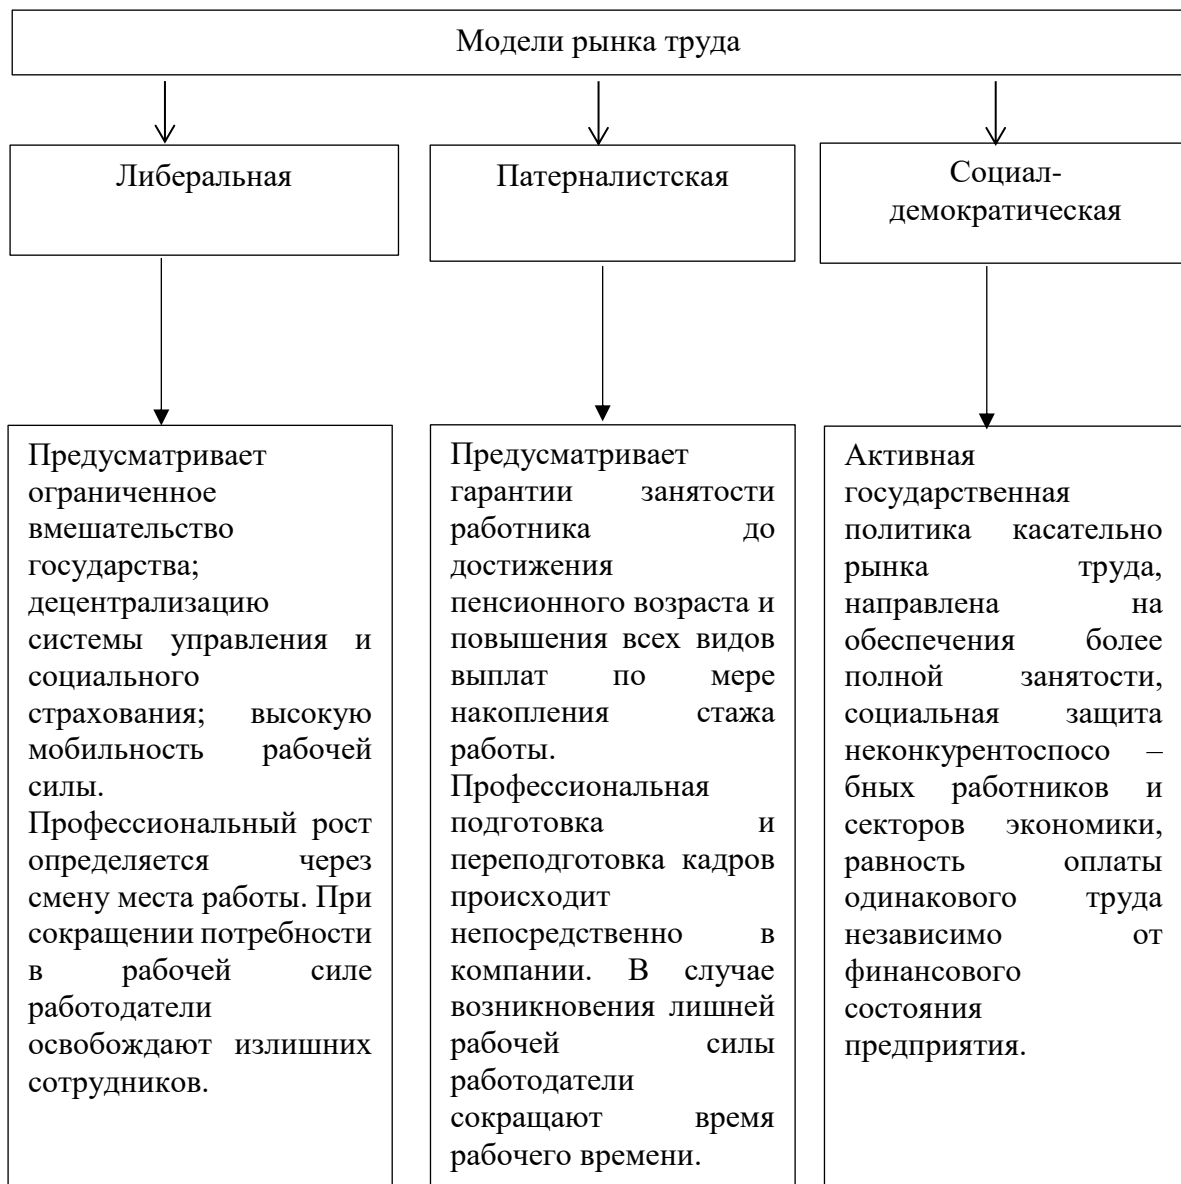 Модели рынка труда
Либеральная
Патерналистская
Социал-
демократическая
Предусматривает
ограниченное
вмешательство
государства;
децентрализацию
системы управления и
социального
страхования; высокую
мобильность рабочей
силы.
Профессиональный рост
определяется через
смену места работы. При
сокращении потребности
в рабочей силе
работодатели
освобождают излишних
сотрудников.
Предусматривает
гарантии занятости
работника до
достижения
пенсионного возраста и
повышения всех видов
выплат по мере
накопления стажа
работы.
Профессиональная
подготовка и
переподготовка кадров
происходит
непосредственно в
компании. В случае
возникновения лишней
рабочей силы
работодатели
сокращают время
рабочего времени.
Активная
государственная
политика касательно
рынка труда,
направлена на
обеспечения более
полной занятости,
социальная защита
неконкурентоспосо –
бных работников и
секторов экономики,
равность оплаты
одинакового труда
независимо от
финансового
состояния
предприятия.